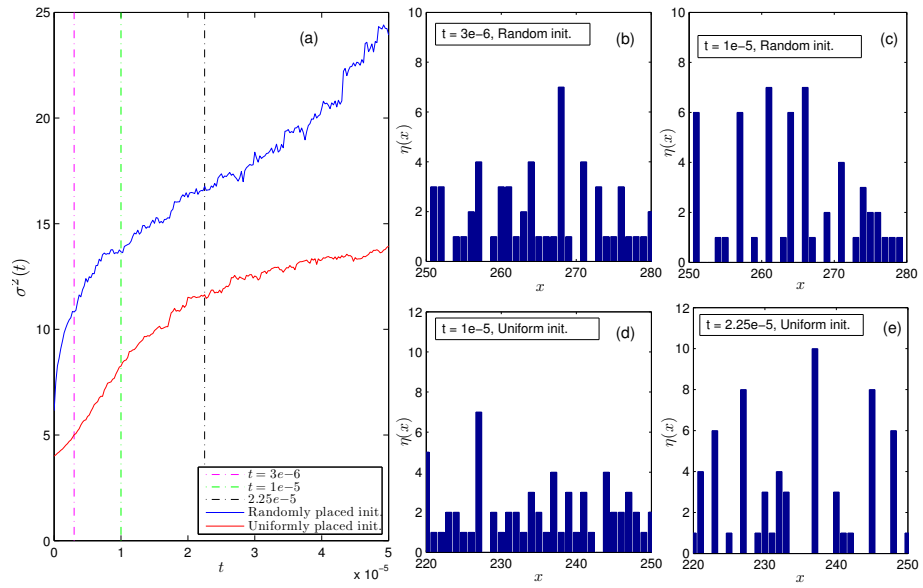 (a)
25
20
15
10
5
0
σ²(t)
0 1 2 3 4 5
x 10⁻⁵
t
t = 3e−6
t = 1e−5
2.25e−5
Randomly placed init.
Uniformly placed init.
t = 3e−6, Random init.
(b)
10
8
6
4
2
0
η(x)
250 260 270 280
x
t = 1e−5, Random init.
(c)
10
8
6
4
2
0
η(x)
250 260 270 280
x
t = 1e−5, Uniform init.
(d)
12
10
8
6
4
2
0
η(x)
220 230 240 250
x
t = 2.25e−5, Uniform init.
(e)
12
10
8
6
4
2
0
η(x)
220 230 240 250
x